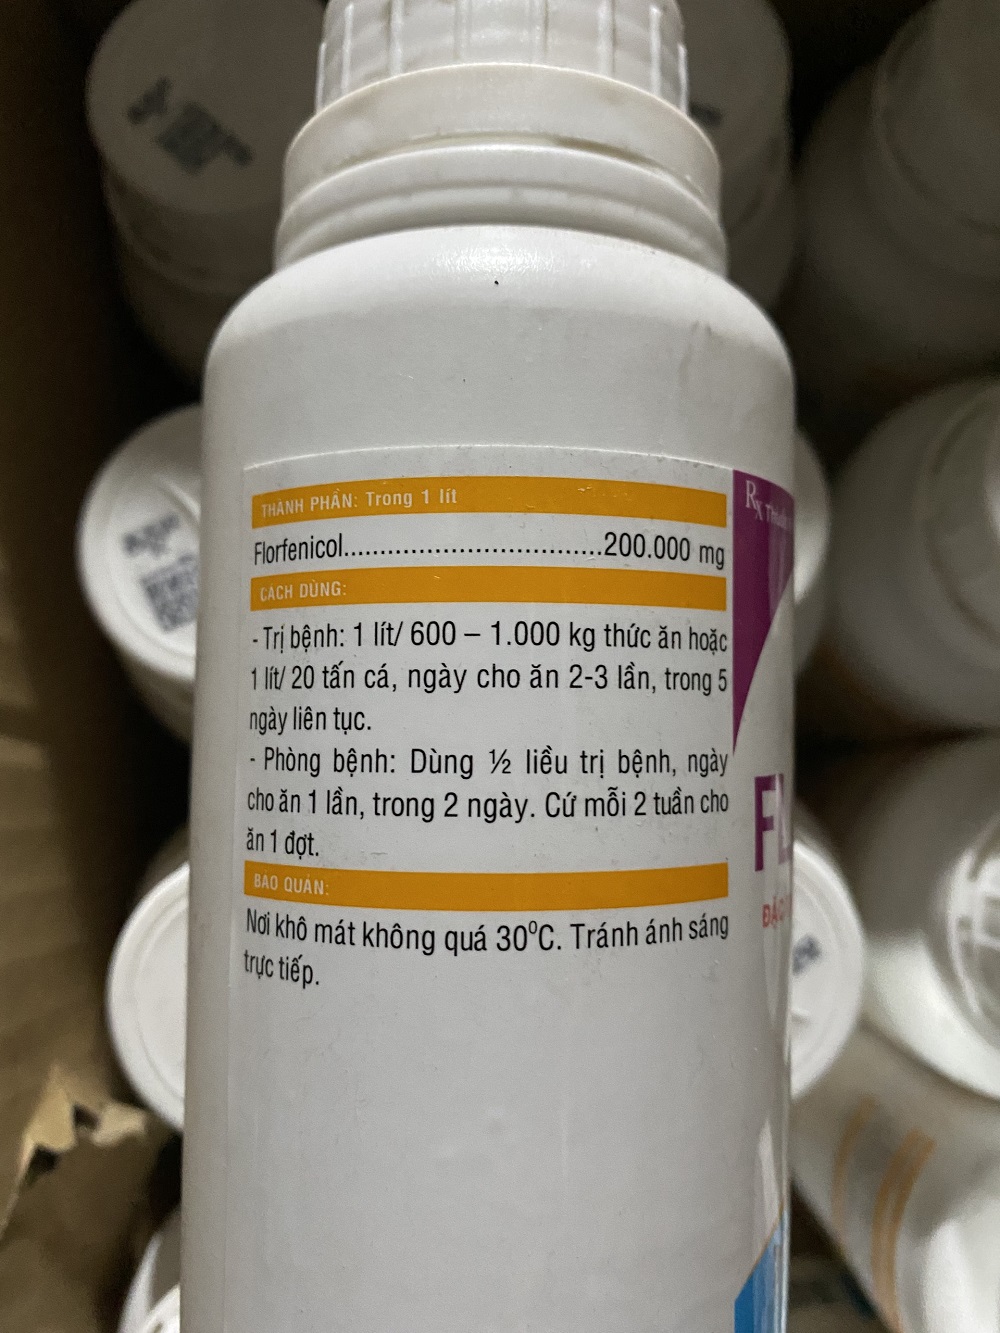 THÀNH PHẦN: Trong 1 lít
Florfenicol...................................200.000 mg
CÁCH DÙNG:
- Trị bệnh: 1 lít/ 600 – 1.000 kg thức ăn hoặc
1 lít/ 20 tấn cá, ngày cho ăn 2-3 lần, trong 5
ngày liên tục.
- Phòng bệnh: Dùng ½ liều trị bệnh, ngày
cho ăn 1 lần, trong 2 ngày. Cứ mỗi 2 tuần cho
ăn 1 đợt.
BẢO QUẢN:
Nơi khô mát không quá 30⁰C. Tránh ánh sáng
trực tiếp.
Rx